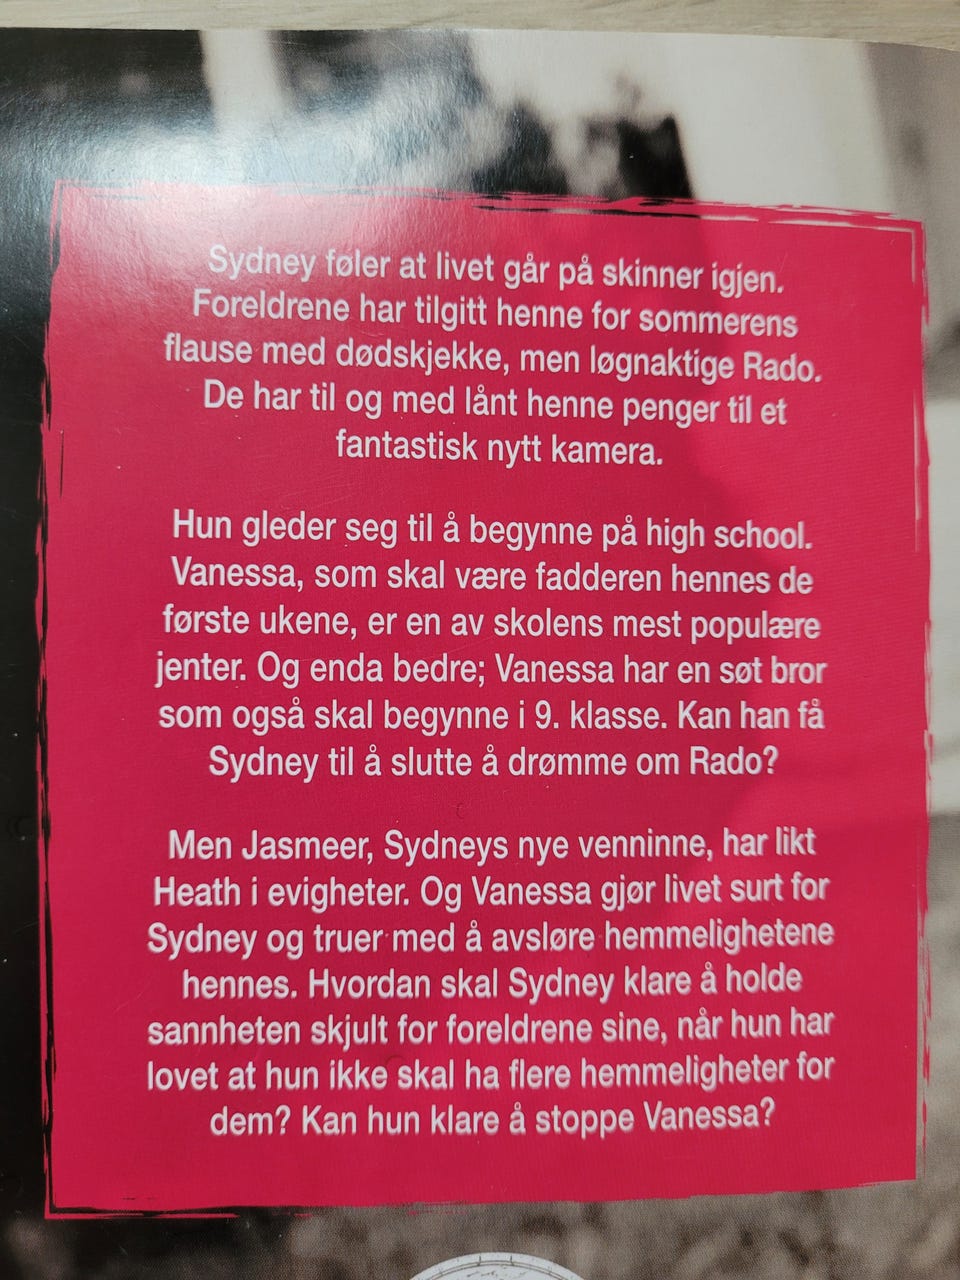 Sydney føler at livet går på skinner igjen.
Foreldrene har tilgitt henne for sommerens
flause med dødskjekke, men løgnaktige Rado.
De har til og med lånt henne penger til et
fantastisk nytt kamera.
Hun gleder seg til å begynne på high school.
Vanessa, som skal være fadderen hennes de
første ukene, er en av skolens mest populære
jenter. Og enda bedre; Vanessa har en søt bror
som også skal begynne i 9. klasse. Kan han få
Sydney til å slutte å drømme om Rado?
Men Jasmeer, Sydneys nye venninne, har likt
Heath i evigheter. Og Vanessa gjør livet surt for
Sydney og truer med å avsløre hemmelighetene
hennes. Hvordan skal Sydney klare å holde
sannheten skjult for foreldrene sine, når hun har
lovet at hun ikke skal ha flere hemmeligheter for
dem? Kan hun klare å stoppe Vanessa?